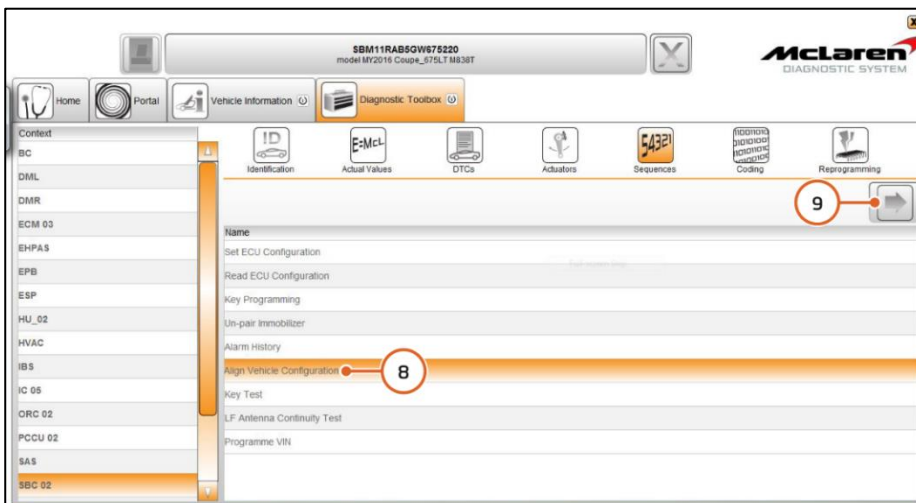 SBM11RAB5GW675220
model MY2016 Coupe_675LT M838T
McLaren
DIAGNOSTIC SYSTEM
Home
Portal
Vehicle Information
Diagnostic Toolbox
Context
BC
DML
DMR
ECM 03
EHPAS
EPB
ESP
HU_02
HVAC
IBS
IC 05
ORC 02
PCCU 02
SAS
SBC 02
ID
Identification
E=McL
Actual Values
DTCs
Actuators
54321
Sequences
Coding
Reprogramming
9
Name
Set ECU Configuration
Read ECU Configuration
Key Programming
Un-pair Immobilizer
Alarm History
Align Vehicle Configuration
8
Key Test
LF Antenna Continuity Test
Programme VIN